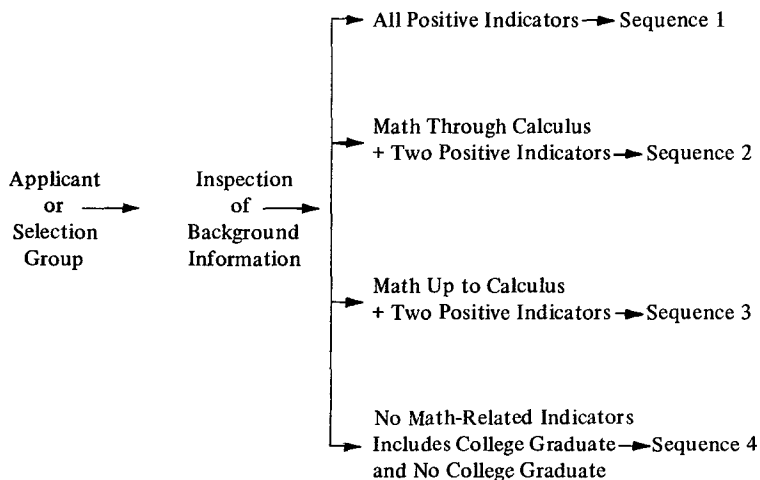 All Positive Indicators Sequence 1
Math Through Calculus
+ Two Positive Indicators Sequence 2
Applicant
or
Selection
Group
Inspection
of
Background
Information
Math Up to Calculus
+ Two Positive Indicators Sequence 3
No Math-Related Indicators
Includes College Graduate Sequence 4
and No College Graduate